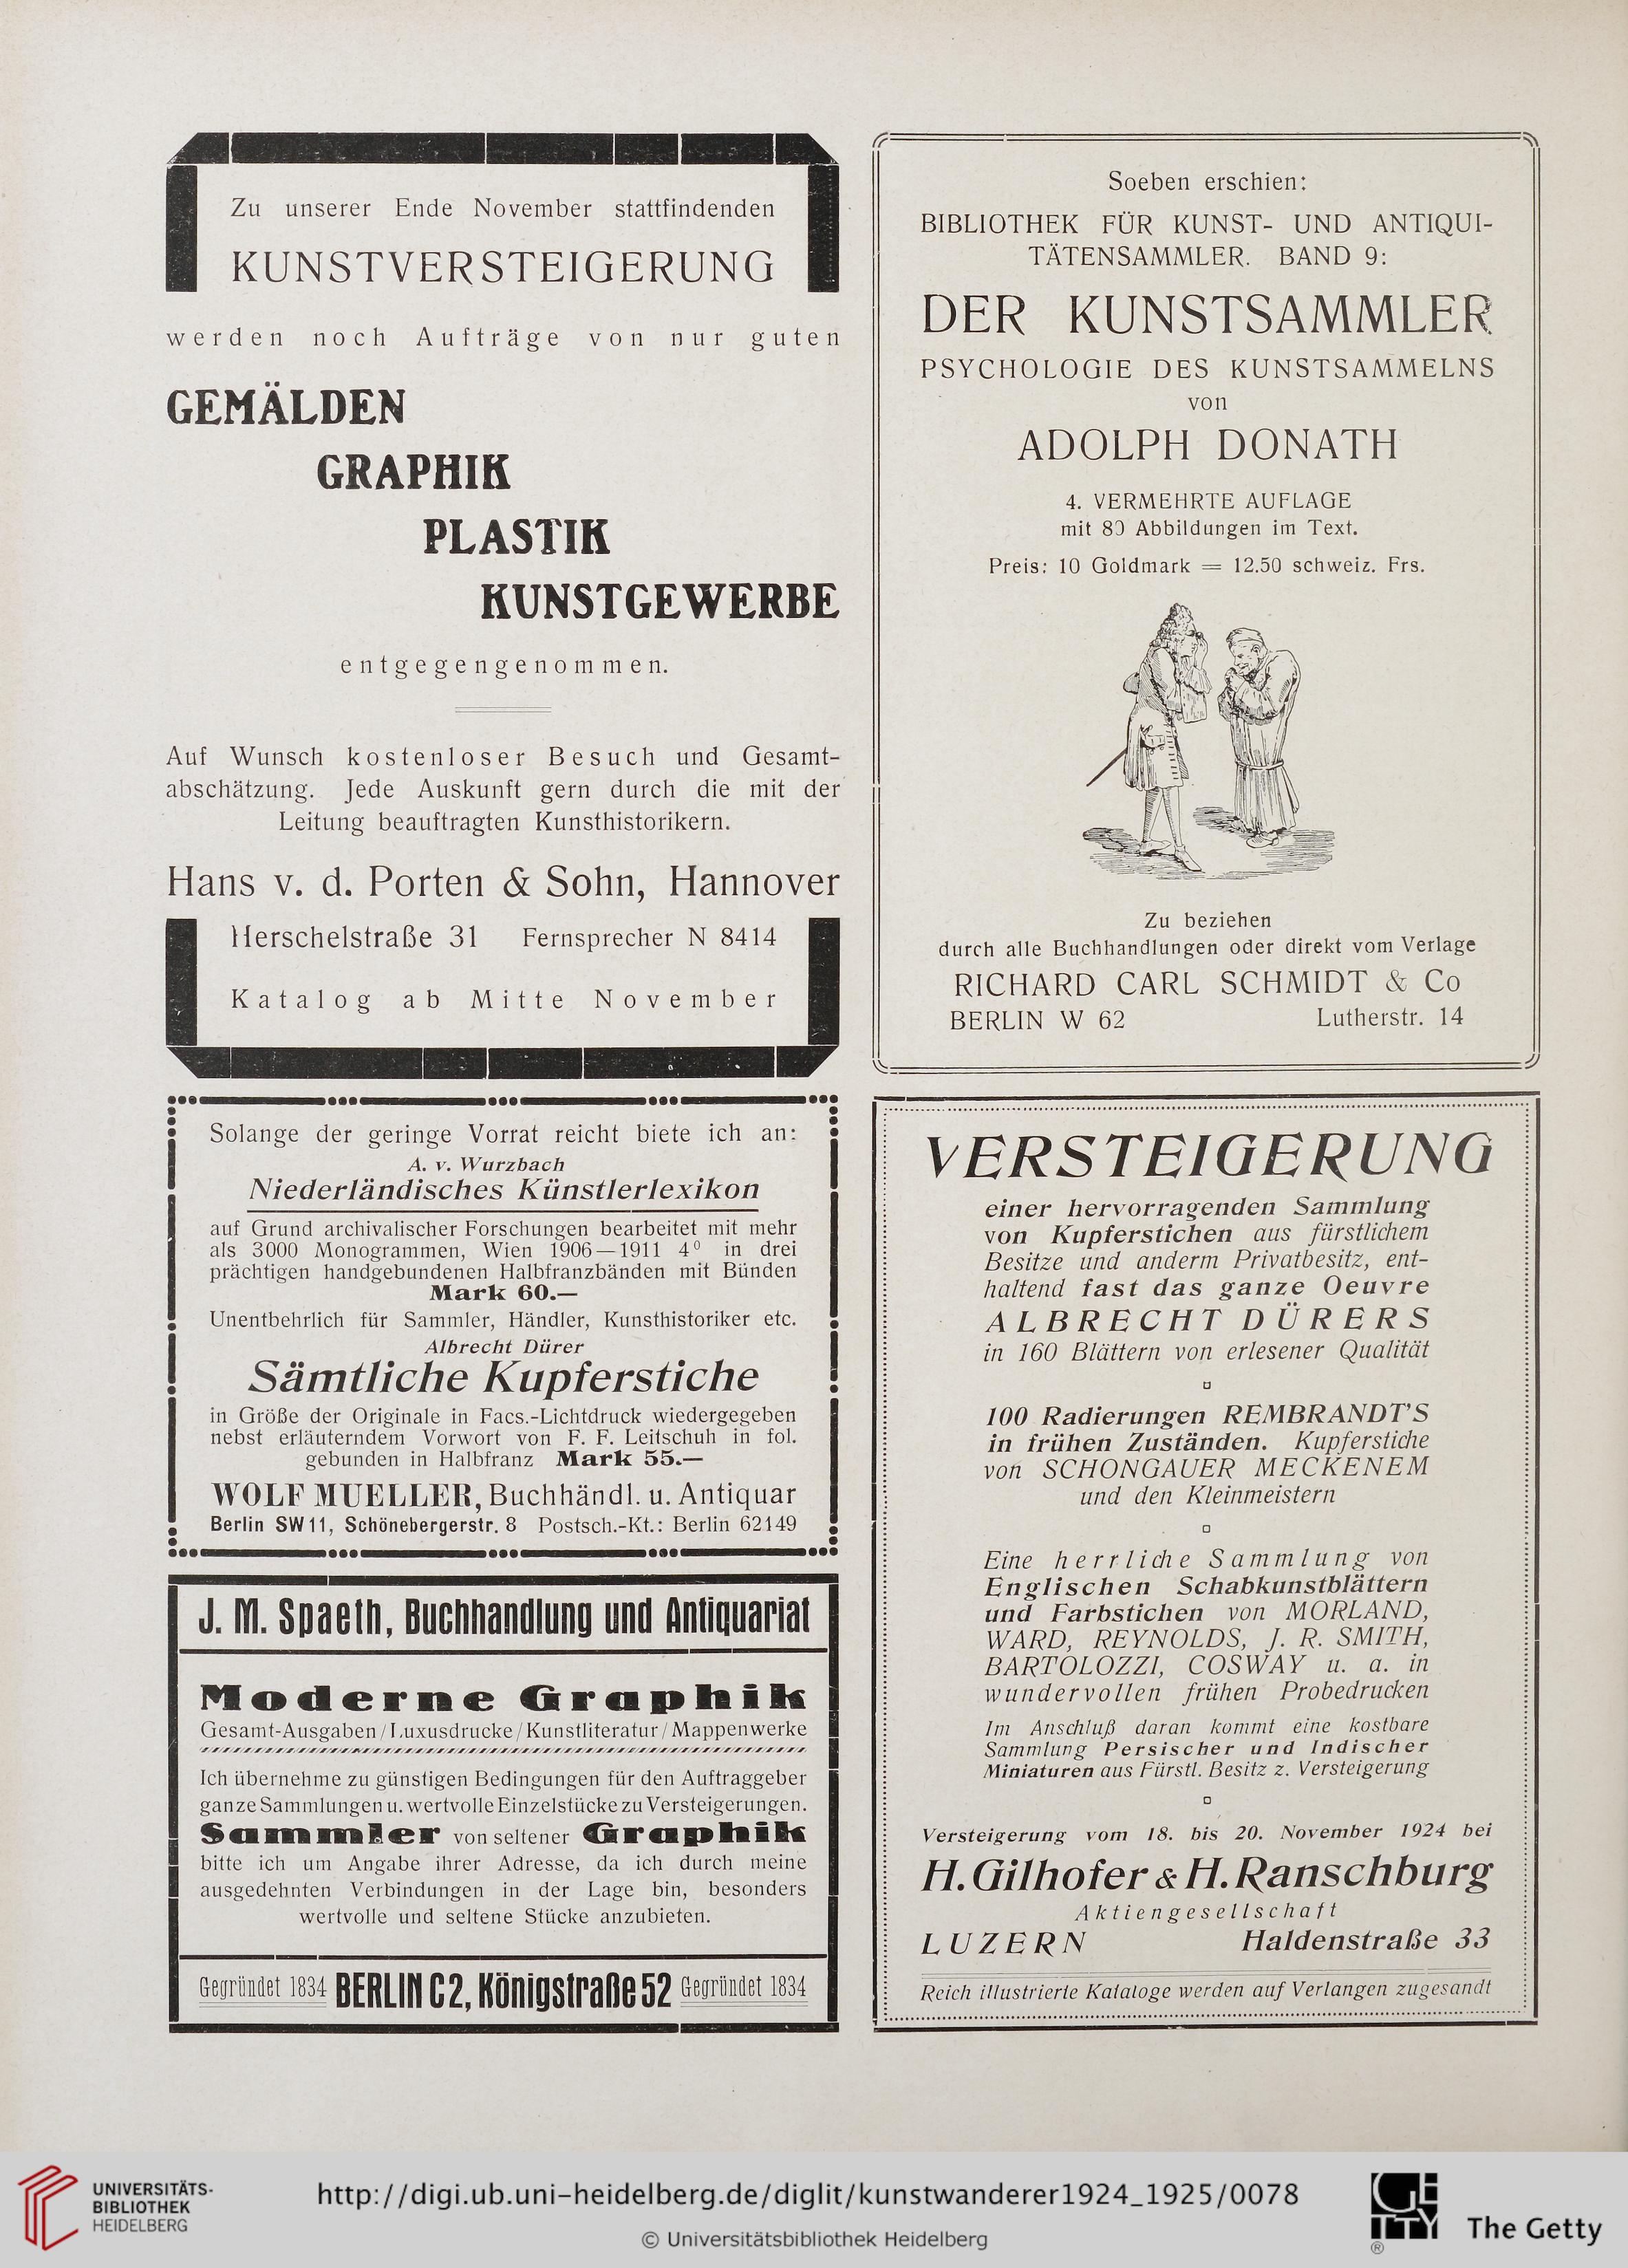 Zu unserer Ende November stattfindenden
KUNSTVERSTEIGERUNG
werden noch Aufträge von nur guten
GEMÄLDEN
GRAPHIK
PLASTIK
KUNSTGEWERBE
entgegengenommen.
Auf Wunsch kostenloser Besuch und Gesamt-
abschätzung. Jede Auskunft gern durch die mit der
Leitung beauftragten Kunsthistorikern.
Hans v. d. Porten & Sohn, Hannover
Herschelstraße 31 Fernsprecher N 8414
Katalog ab Mitte November
Soeben erschien:
BIBLIOTHEK FÜR KUNST- UND ANTIQUI-
TÄTENSAMMLER. BAND 9:
DER KUNSTSAMMLER
PSYCHOLOGIE DES KUNSTSAMMELNS
von
ADOLPH DONATH
4. VERMEHRTE AUFLAGE
mit 80 Abbildungen im Text.
Preis: 10 Goldmark = 12.50 schweiz. Frs.
Zu beziehen
durch alle Buchhandlungen oder direkt vom Verlage
RICHARD CARL SCHMIDT & Co
BERLIN W 62 Lutherstr. 14
Solange der geringe Vorrat reicht biete ich an:
A. v. Wurzbach
Niederländisches Künstlerlexikon
auf Grund archivalischer Forschungen bearbeitet mit mehr
als 3000 Monogrammen, Wien 1906—1911 4⁰ in drei
prächtigen handgebundenen Halbfranzbänden mit Bünden
Mark 60.—
Unentbehrlich für Sammler, Händler, Kunsthistoriker etc.
Albrecht Dürer
Sämtliche Kupferstiche
in Größe der Originale in Facs.-Lichtdruck wiedergegeben
nebst erläuterndem Vorwort von F. F. Leitschuh in fol.
gebunden in Halbfranz Mark 55.—
WOLF MUELLER, Buchhändl. u. Antiquar
Berlin SW11, Schönebergerstr. 8 Postsch.-Kt.: Berlin 62149
J. M. Spaeth, Buchhandlung und Antiquariat
Moderne Graphik
Gesamt-Ausgaben / Luxusdrucke / Kunstliteratur / Mappenwerke
Ich übernehme zu günstigen Bedingungen für den Auftraggeber
ganze Sammlungen u. wertvolle Einzelstücke zu Versteigerungen.
Sammler von seltener Graphik
bitte ich um Angabe ihrer Adresse, da ich durch meine
ausgedehnten Verbindungen in der Lage bin, besonders
wertvolle und seltene Stücke anzubieten.
Gegründet 1834 BERLIN C2, Königstraße 52 Gegründet 1834
VERSTEIGERUNG
einer hervorragenden Sammlung
von Kupferstichen aus fürstlichem
Besitze und anderm Privatbesitz, ent-
haltend fast das ganze Oeuvre
ALBRECHT DÜRERS
in 160 Blättern von erlesener Qualität
100 Radierungen REMBRANDT'S
in frühen Zuständen. Kupferstiche
von SCHONGAUER MECKENEM
und den Kleinmeistern
Eine herrliche Sammlung von
Englischen Schabkunstblättern
und Farbstichen von MORLAND,
WARD, REYNOLDS, J. R. SMITH,
BARTOLOZZI, COSWAY u. a. in
wundervollen frühen Probedrucken
Im Anschluß daran kommt eine kostbare
Sammlung Persischer und Indischer
Miniaturen aus Fürstl. Besitz z. Versteigerung
Versteigerung vom 18. bis 20. November 1924 bei
H. Gilhofer & H. Ranschburg
Aktiengesellschaft
LUZERN Haldenstraße 33
Reich illustrierte Kataloge werden auf Verlangen zugesandt
UNIVERSITÄTS-
BIBLIOTHEK
HEIDELBERG
http://digi.ub.uni-heidelberg.de/diglit/kunstwanderer1924_1925/0078
© Universitätsbibliothek Heidelberg
GETTY
®
The Getty